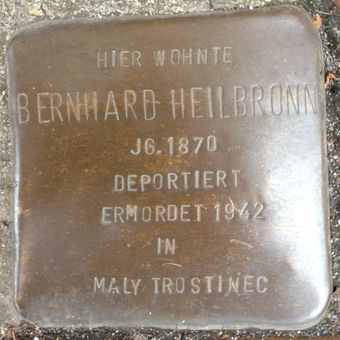 HIER WOHNTE
BERNHARD HEILBRONN
JG.1870
DEPORTIERT
ERMORDET 1942
IN
MALY TROSTINEC